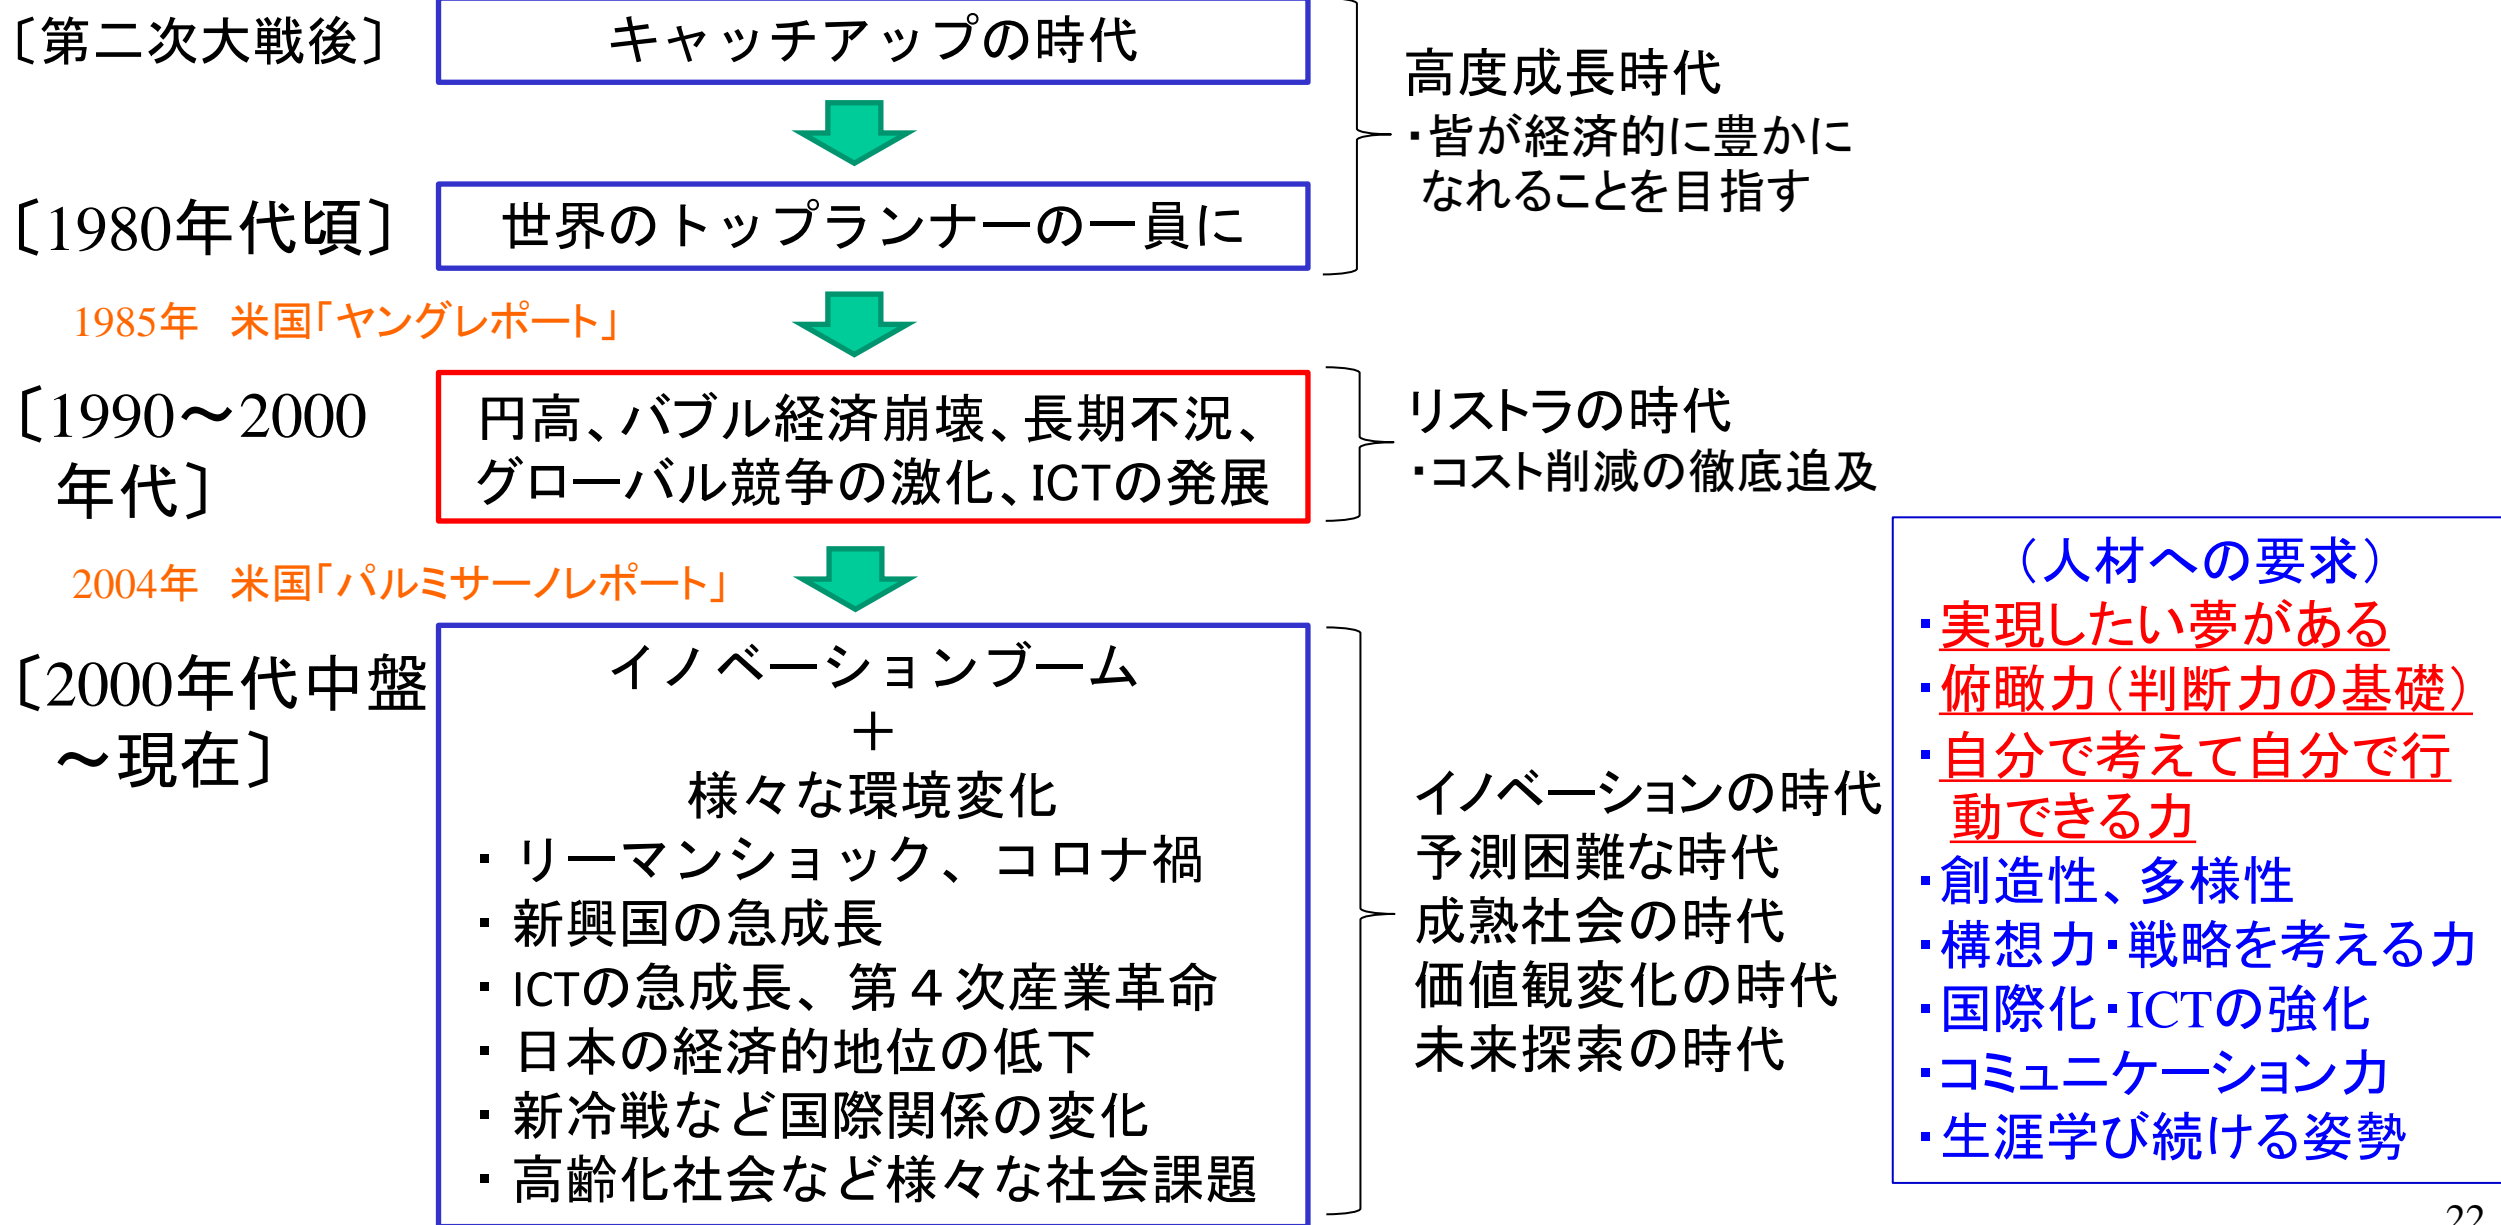 〔第二次大戦後〕
キャッチアップの時代
高度成長時代
・皆が経済的に豊かに
なれることを目指す
〔1980年代頃〕
世界のトップランナーの一員に
1985年　米国「ヤングレポート」
〔1990～2000
年代〕
円高、バブル経済崩壊、長期不況、
グローバル競争の激化、ICTの発展
リストラの時代
・コスト削減の徹底追及
2004年　米国「パルミサーノレポート」
〔2000年代中盤
～現在〕
イノベーションブーム
＋
様々な環境変化
・ リーマンショック、コロナ禍
・ 新興国の急成長
・ ICTの急成長、第４次産業革命
・ 日本の経済的地位の低下
・ 新冷戦など国際関係の変化
・ 高齢化社会など様々な社会課題
イノベーションの時代
予測困難な時代
成熟社会の時代
価値観変化の時代
未来探索の時代
（人材への要求）
・実現したい夢がある
・俯瞰力（判断力の基礎）
・自分で考えて自分で行
動できる力
・創造性、多様性
・構想力・戦略を考える力
・国際化・ICTの強化
・コミュニケーション力
・生涯学び続ける姿勢
22